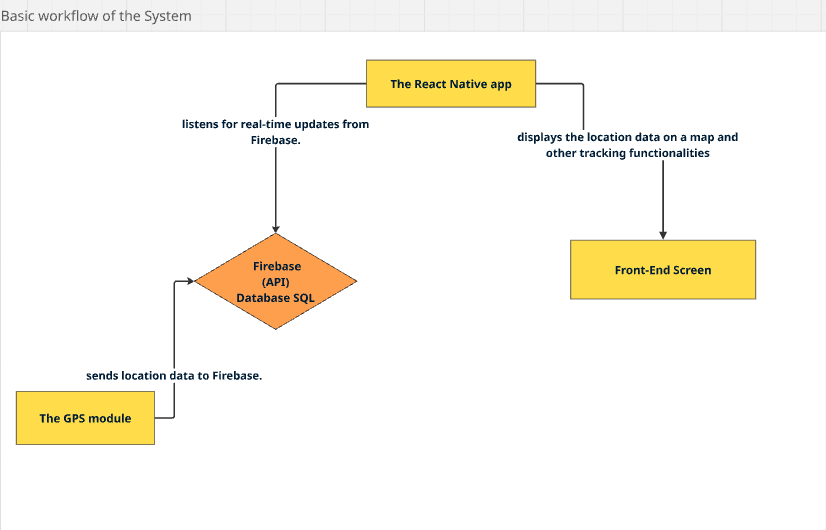 Basic workflow of the System
The React Native app
listens for real-time updates from
Firebase.
displays the location data on a map and
other tracking functionalities
Firebase
(API)
Database SQL
Front-End Screen
sends location data to Firebase.
The GPS module